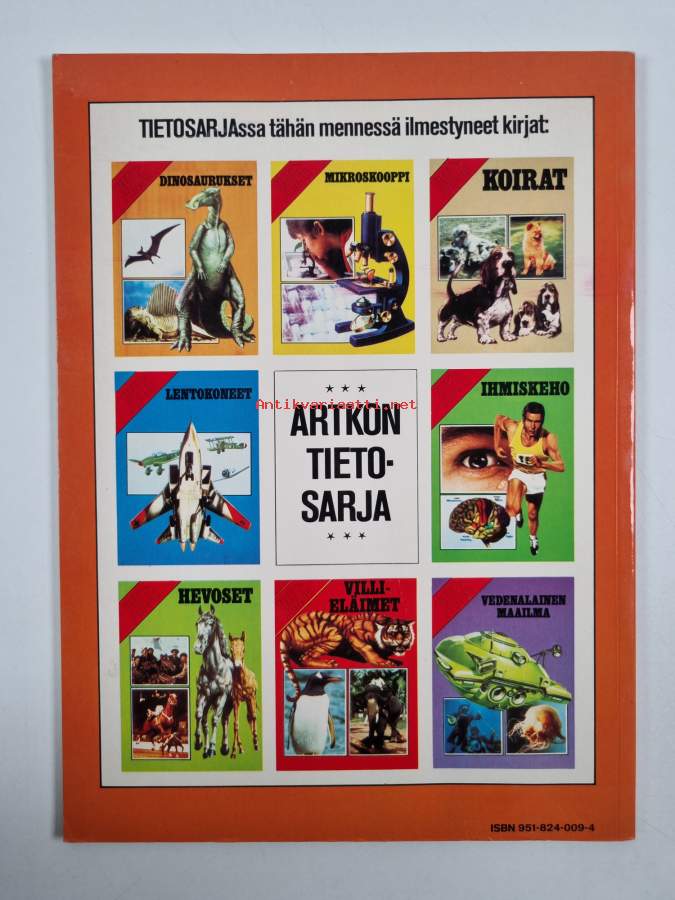 TIETOSARJAssa tähän mennessä ilmestyneet kirjat:
DINOSAURUKSET
MIKROSKOOPPI
KOIRAT
LENTOKONEET
★ ★ ★
Antikvariaatti.net
ARTKON
TIETO-
SARJA
★ ★ ★
IHMISKEHO
HEVOSET
VILLI-
ELÄIMET
VEDENALAINEN
MAAILMA
ISBN 951-824-009-4